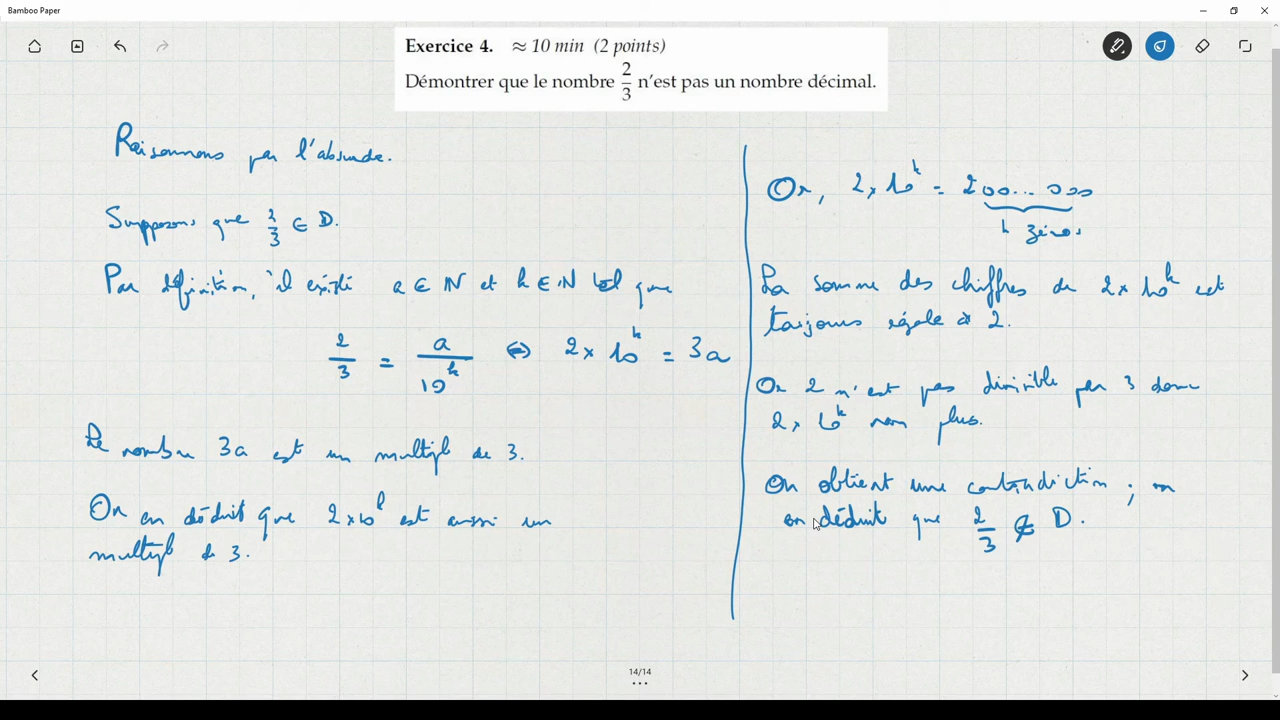 Bamboo Paper
Exercice 4. ≈ 10 min (2 points)
Démontrer que le nombre 2/3 n'est pas un nombre décimal.
Raisonnons par l'absurde.
Supposons que 2/3 ∈ D.
Par définition, il existe a ∈ N et k ∈ N tel que
2/3 = a/10^k ⇔ 2 × 10^k = 3a
Le nombre 3a est un multiple de 3.
On en déduit que 2×10^k est aussi un
multiple de 3.
Or, 2 × 10^k = 200...000
k zéros
La somme des chiffres de 2 × 10^k est
toujours égale à 2.
Or 2 n'est pas divisible par 3 donc
2 × 10^k non plus.
On obtient une contradiction ; on
en déduit que 2/3 ∉ D.
14/14